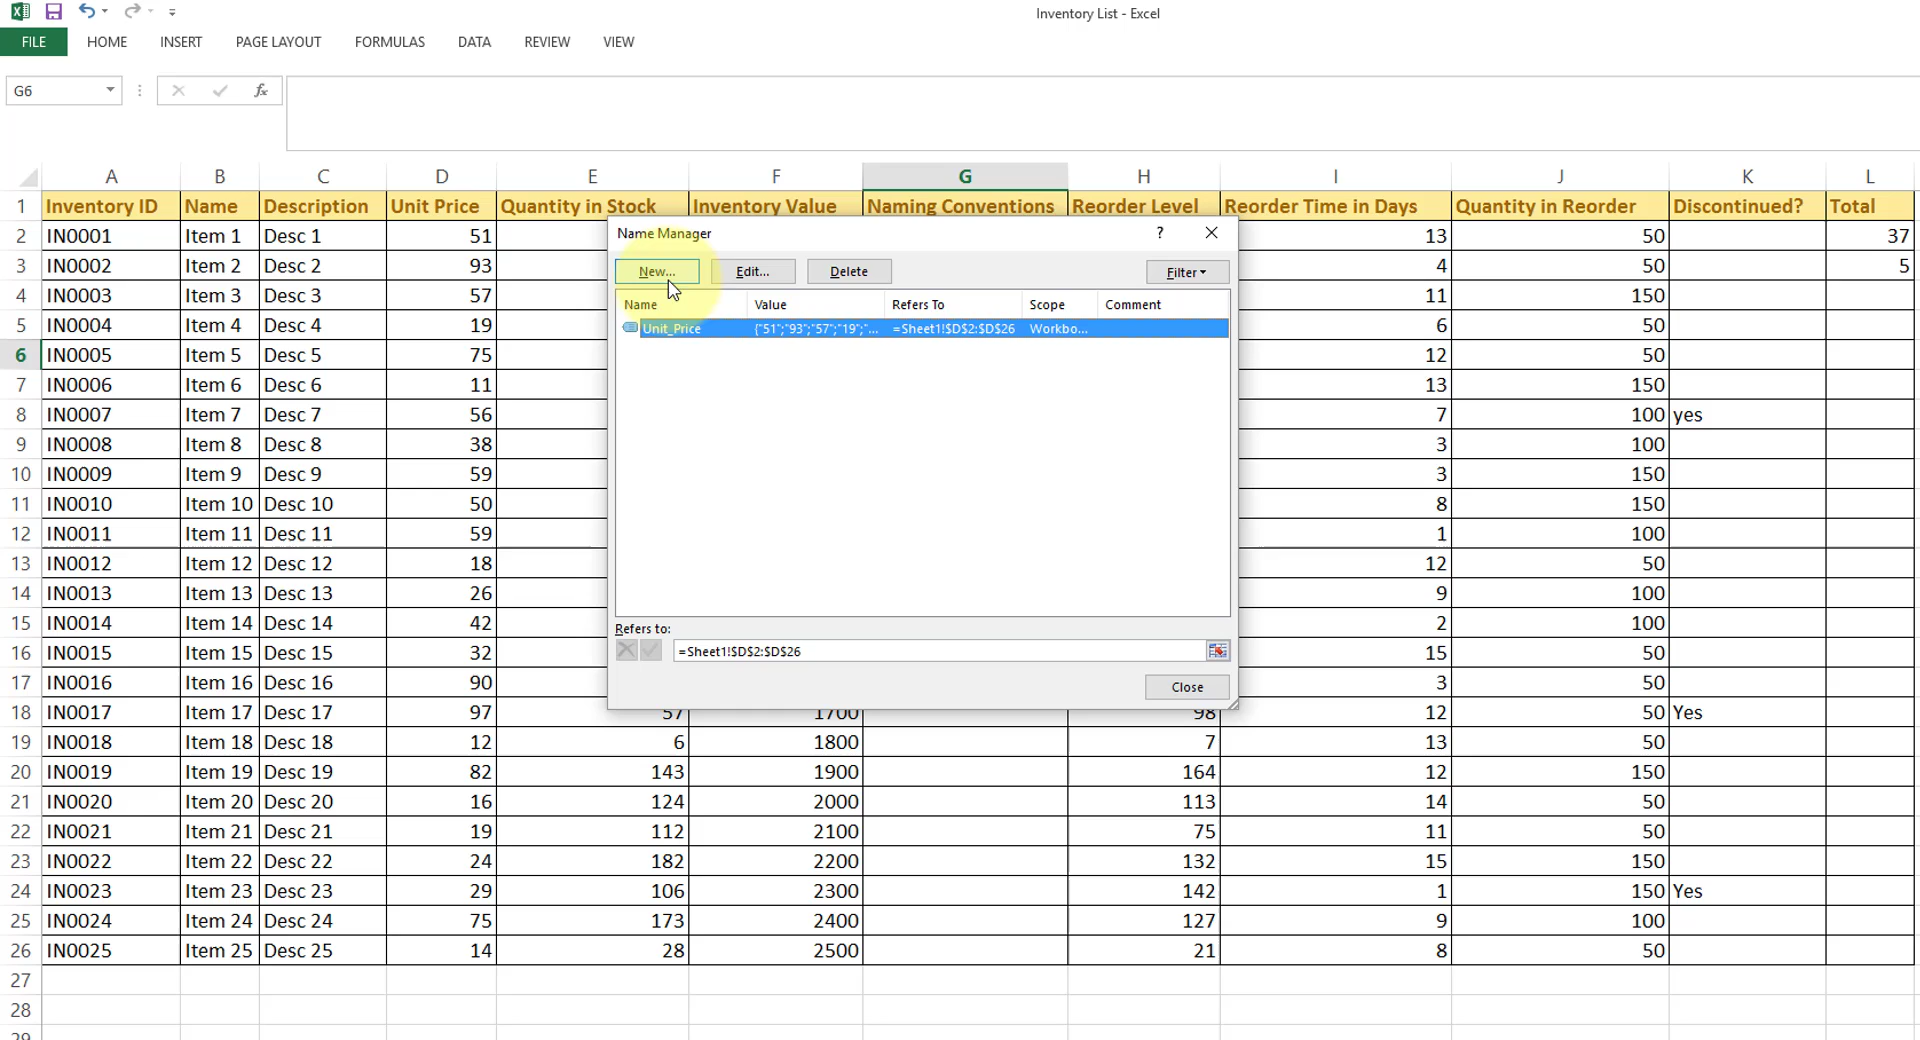 Inventory List - Excel
FILE HOME INSERT PAGE LAYOUT FORMULAS DATA REVIEW VIEW
G6 fx
A B C D E F G H I J K L
1 Inventory ID Name Description Unit Price Quantity in Stock Inventory Value Naming Conventions Reorder Level Reorder Time in Days Quantity in Reorder Discontinued? Total
2 IN0001 Item 1 Desc 1 51 13 50 37
3 IN0002 Item 2 Desc 2 93 4 50 5
4 IN0003 Item 3 Desc 3 57 11 150
5 IN0004 Item 4 Desc 4 19 6 50
6 IN0005 Item 5 Desc 5 75 12 50
7 IN0006 Item 6 Desc 6 11 13 150
8 IN0007 Item 7 Desc 7 56 7 100 yes
9 IN0008 Item 8 Desc 8 38 3 100
10 IN0009 Item 9 Desc 9 59 3 150
11 IN0010 Item 10 Desc 10 50 8 150
12 IN0011 Item 11 Desc 11 59 1 100
13 IN0012 Item 12 Desc 12 18 12 50
14 IN0013 Item 13 Desc 13 26 9 100
15 IN0014 Item 14 Desc 14 42 2 100
16 IN0015 Item 15 Desc 15 32 15 50
17 IN0016 Item 16 Desc 16 90 3 50
18 IN0017 Item 17 Desc 17 97 57 1700 98 12 50 Yes
19 IN0018 Item 18 Desc 18 12 6 1800 7 13 50
20 IN0019 Item 19 Desc 19 82 143 1900 164 12 150
21 IN0020 Item 20 Desc 20 16 124 2000 113 14 50
22 IN0021 Item 21 Desc 21 19 112 2100 75 11 50
23 IN0022 Item 22 Desc 22 24 182 2200 132 15 150
24 IN0023 Item 23 Desc 23 29 106 2300 142 1 150 Yes
25 IN0024 Item 24 Desc 24 75 173 2400 127 9 100
26 IN0025 Item 25 Desc 25 14 28 2500 21 8 50
27
28
29
Name Manager ?
New... Edit... Delete Filter
Name Value Refers To Scope Comment
Unit_Price {"51";"93";"57";"19";"... =Sheet1!$D$2:$D$26 Workbo...
Refers to:
=Sheet1!$D$2:$D$26
Close